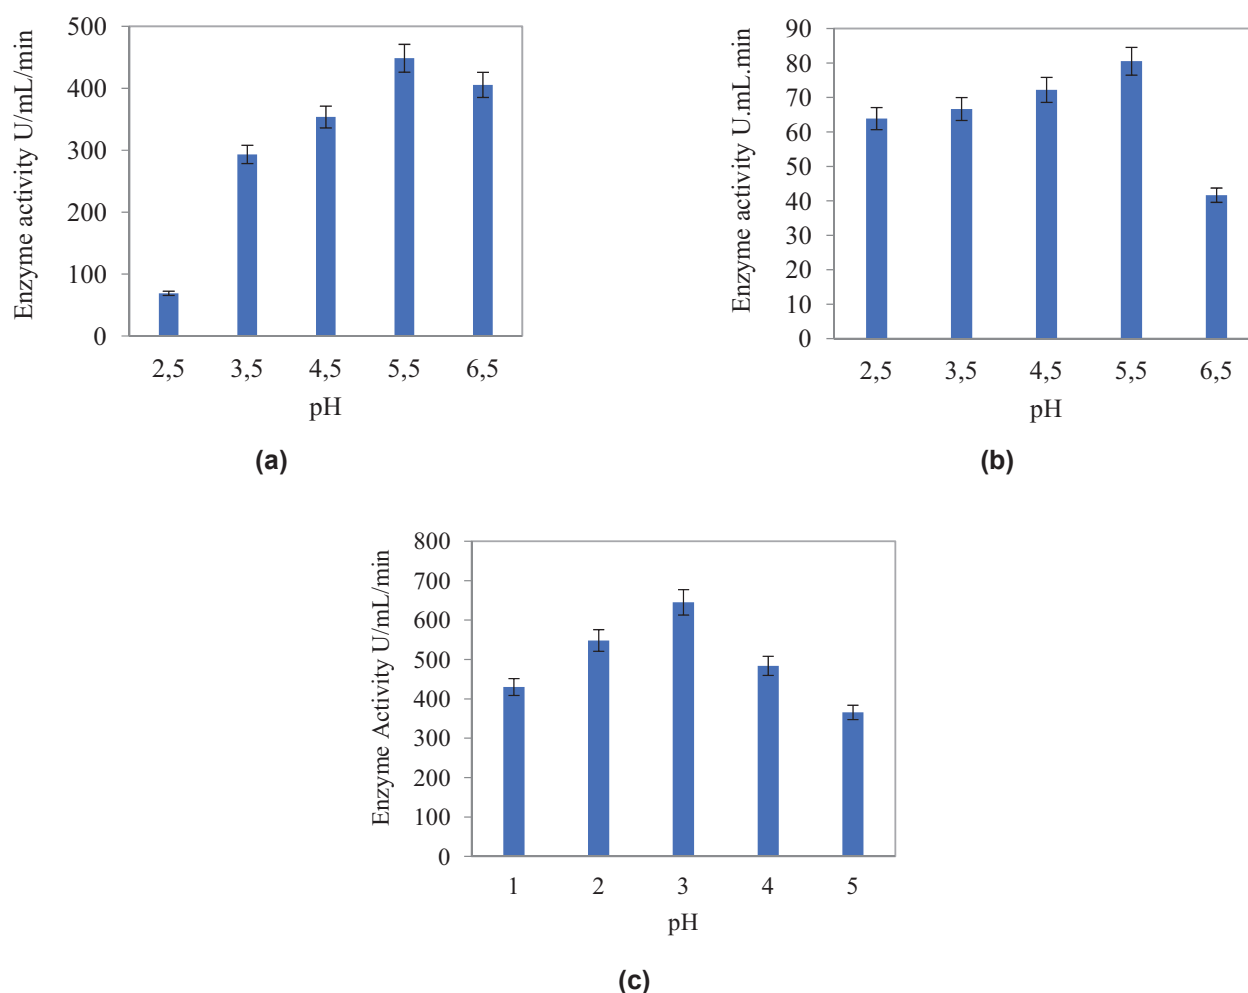 Enzyme activity U/mL/min
500
400
300
200
100
0
2,5 3,5 4,5 5,5 6,5
pH
(a)
Enzyme activity U.mL.min
90
80
70
60
50
40
30
20
10
0
2,5 3,5 4,5 5,5 6,5
pH
(b)
Enzyme Activity U/mL/min
800
700
600
500
400
300
200
100
0
1 2 3 4 5
pH
(c)